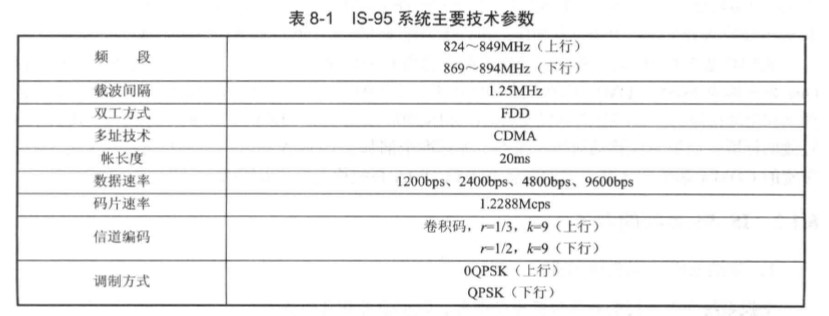 表 8-1 IS-95 系统主要技术参数
频 段
824～849MHz（上行）
869～894MHz（下行）
载波间隔
1.25MHz
双工方式
FDD
多址技术
CDMA
帐长度
20ms
数据速率
1200bps、2400bps、4800bps、9600bps
码片速率
1.2288Mcps
信道编码
卷积码，r=1/3，k=9（上行）
r=1/2，k=9（下行）
调制方式
0QPSK（上行）
QPSK（下行）